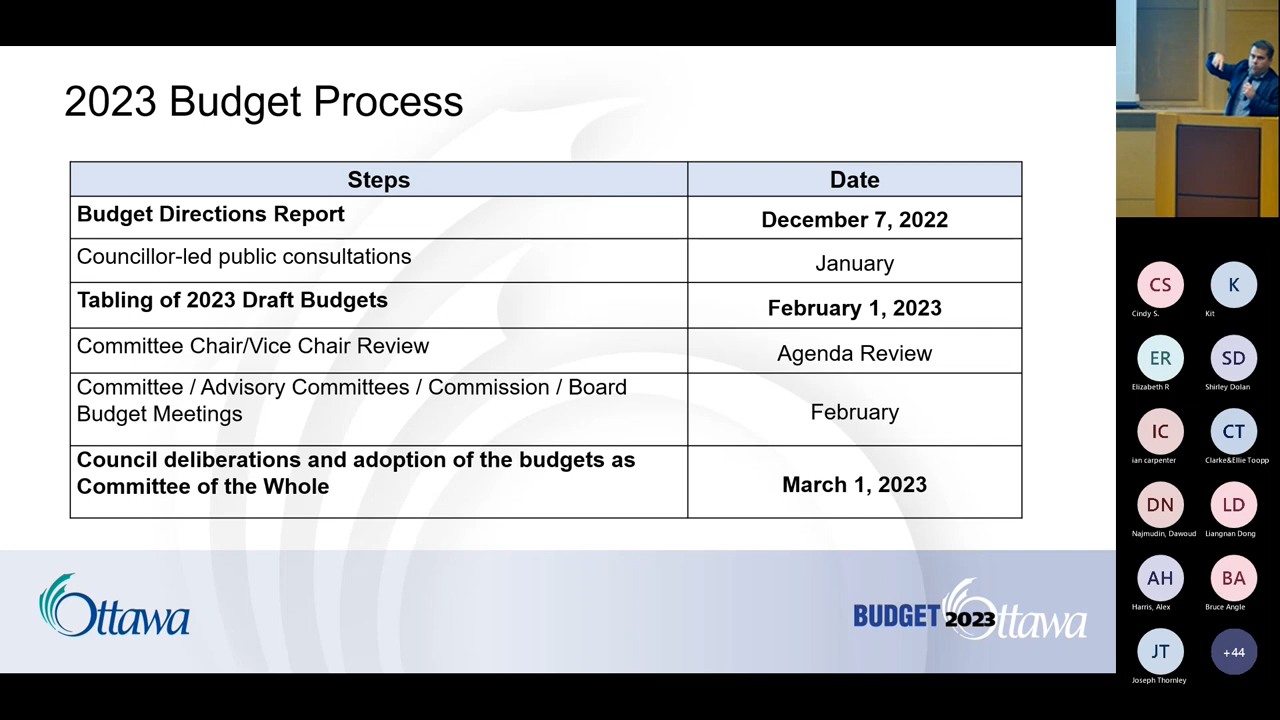 2023 Budget Process
Steps
Date
Budget Directions Report
December 7, 2022
Councillor-led public consultations
January
Tabling of 2023 Draft Budgets
February 1, 2023
Committee Chair/Vice Chair Review
Agenda Review
Committee / Advisory Committees / Commission / Board
Budget Meetings
February
Council deliberations and adoption of the budgets as
Committee of the Whole
March 1, 2023
Ottawa
BUDGET 2023 Ottawa
CS
K
Cindy S.
Kit
ER
SD
Elizabeth R
Shirley Dolan
IC
CT
ian carpenter
Clarke&Ellie Toopp
DN
LD
Najmudin, Dawoud
Liangnan Dong
AH
BA
Harris, Alex
Bruce Angle
JT
+44
Joseph Thornley